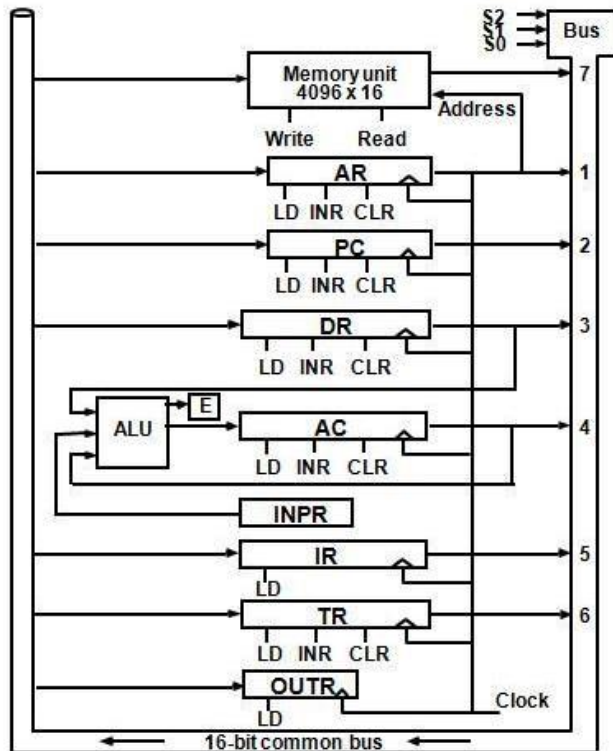 S2
S1
S0
Bus
Memory unit
4096 x 16
7
Address
Write Read
AR
1
LD INR CLR
PC
2
LD INR CLR
DR
3
LD INR CLR
E
ALU
AC
4
LD INR CLR
INPR
IR
5
LD
TR
6
LD INR CLR
OUTR
Clock
LD
16-bit common bus